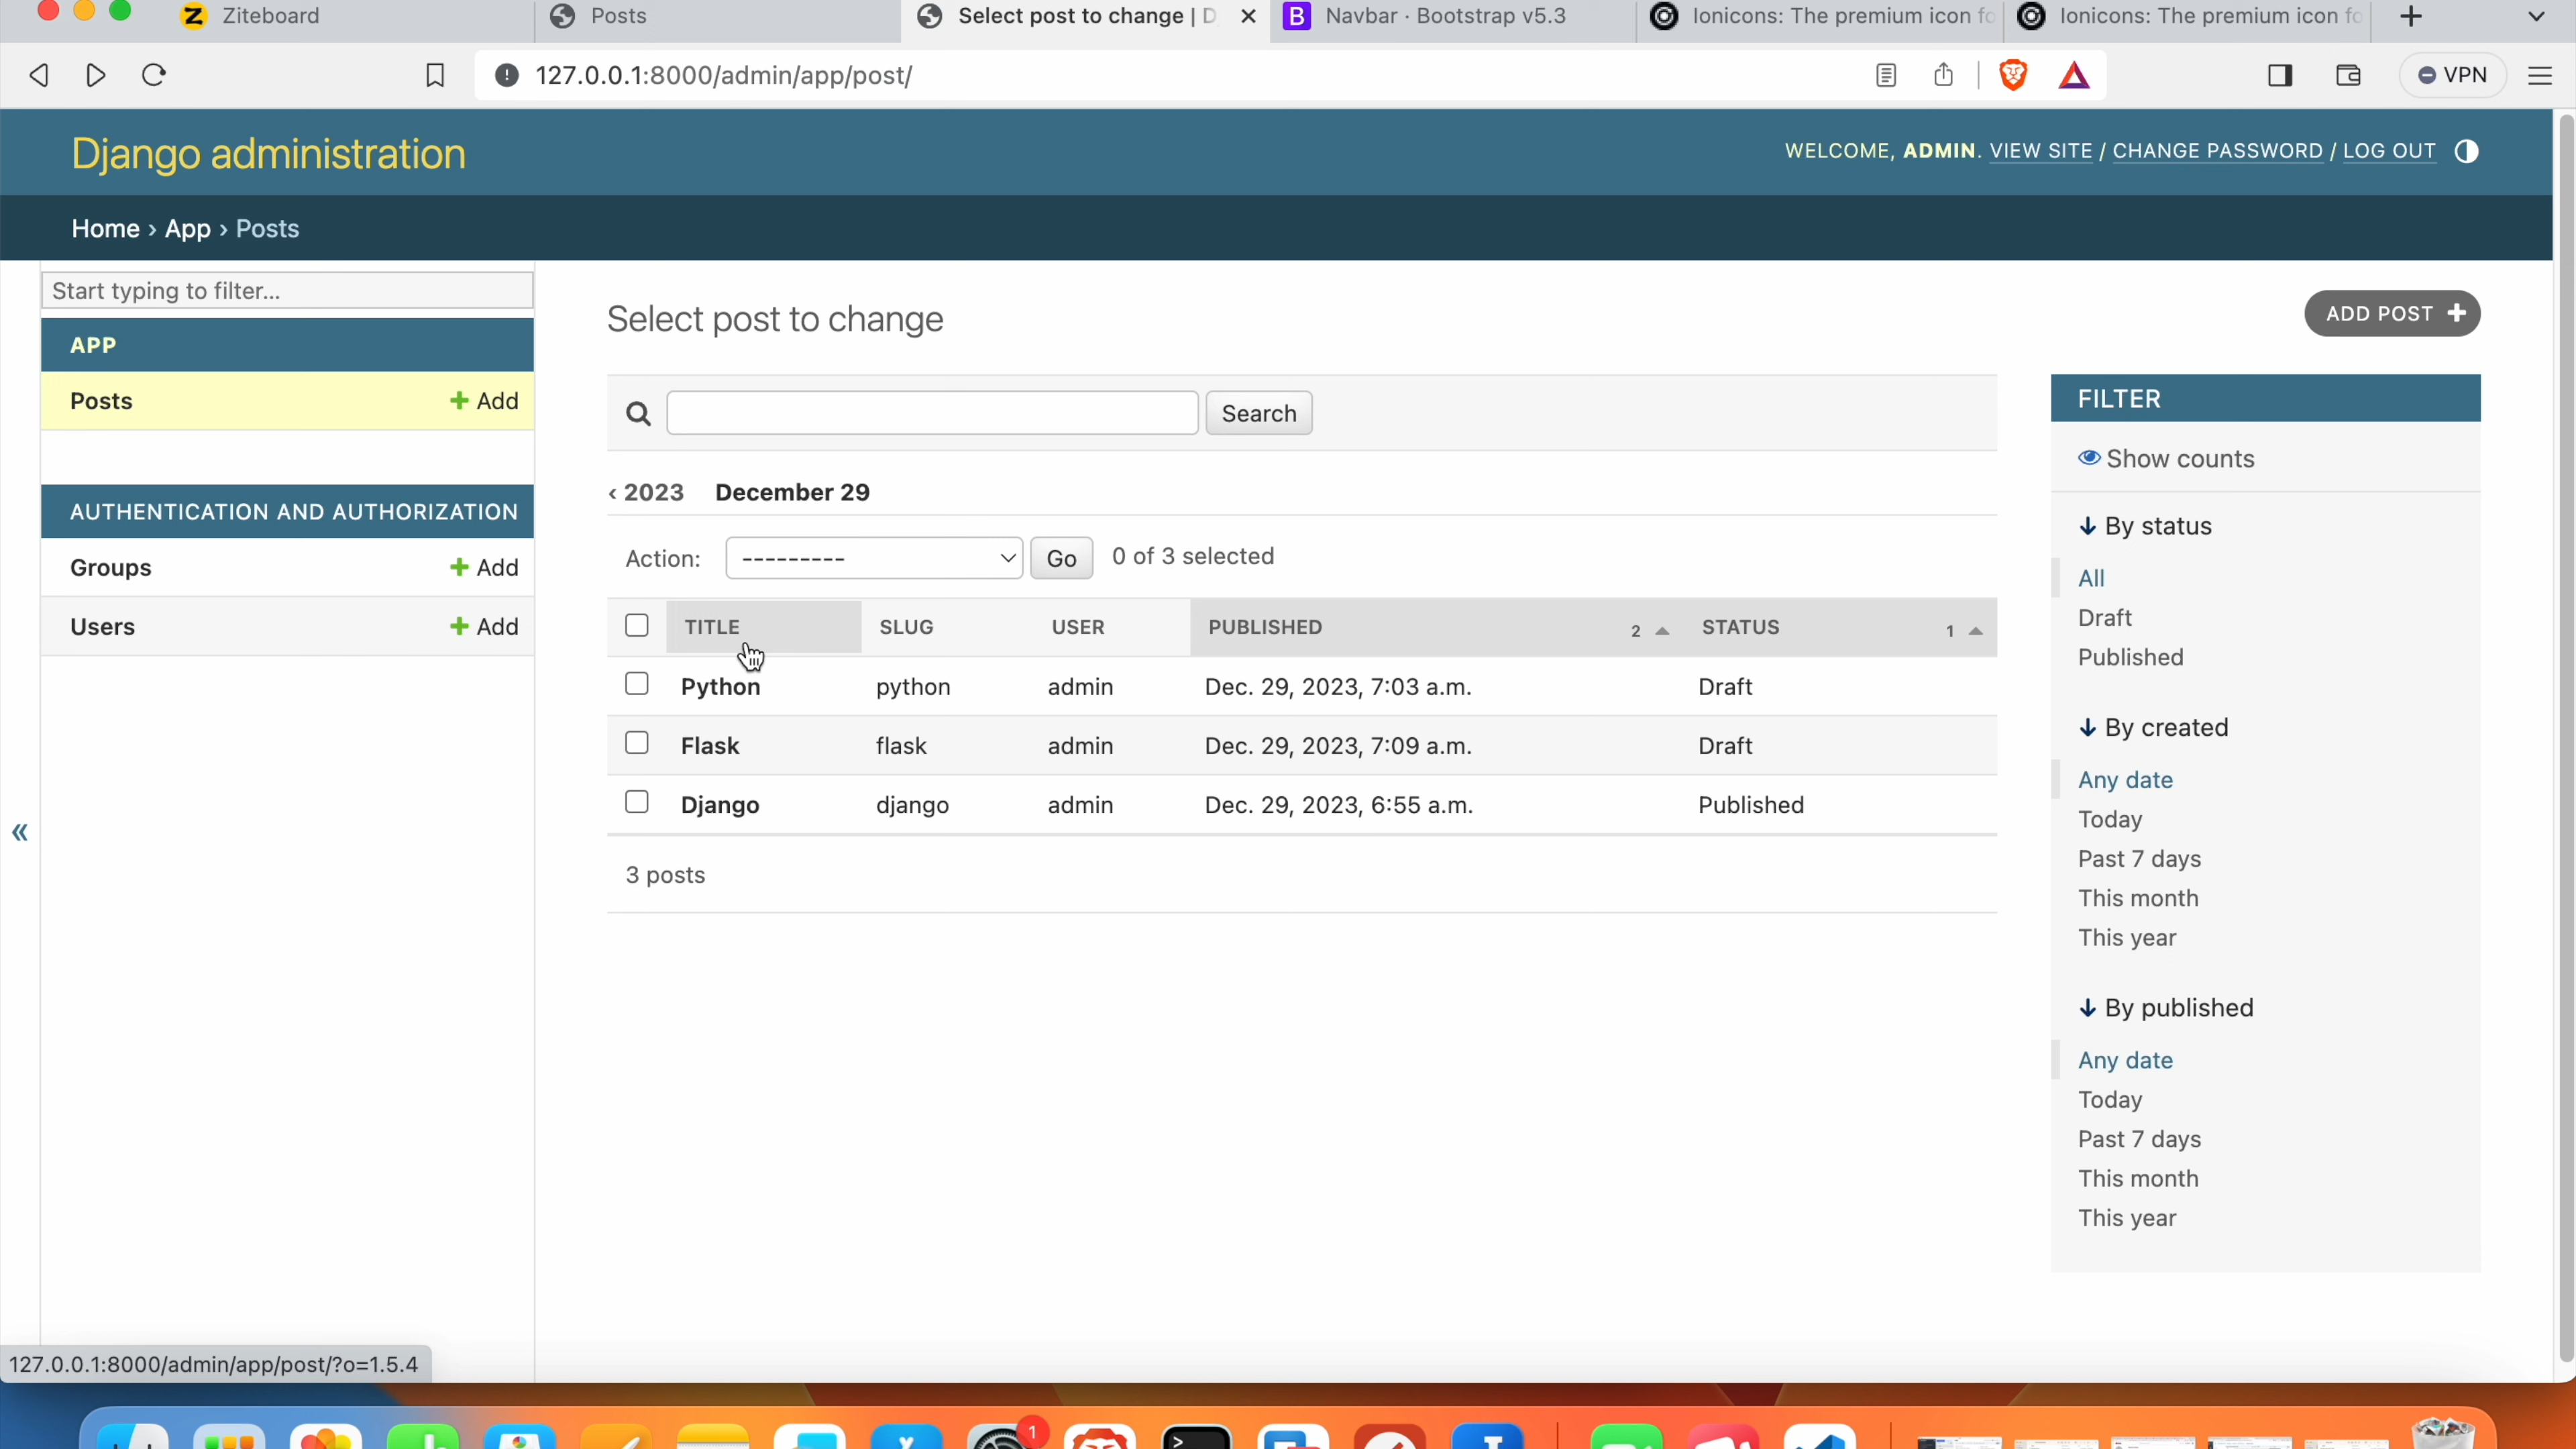 Ziteboard
Posts
Select post to change | D
Navbar · Bootstrap v5.3
Ionicons: The premium icon fo
Ionicons: The premium icon fo
127.0.0.1:8000/admin/app/post/
VPN
Django administration
WELCOME, ADMIN. VIEW SITE / CHANGE PASSWORD / LOG OUT
Home › App › Posts
Start typing to filter...
APP
Posts + Add
AUTHENTICATION AND AUTHORIZATION
Groups + Add
Users + Add
«
Select post to change
ADD POST +
Search
‹ 2023 December 29
Action: --------- Go 0 of 3 selected
TITLE SLUG USER PUBLISHED 2 STATUS 1
Python python admin Dec. 29, 2023, 7:03 a.m. Draft
Flask flask admin Dec. 29, 2023, 7:09 a.m. Draft
Django django admin Dec. 29, 2023, 6:55 a.m. Published
3 posts
FILTER
Show counts
↓ By status
All
Draft
Published
↓ By created
Any date
Today
Past 7 days
This month
This year
↓ By published
Any date
Today
Past 7 days
This month
This year
127.0.0.1:8000/admin/app/post/?o=1.5.4
1